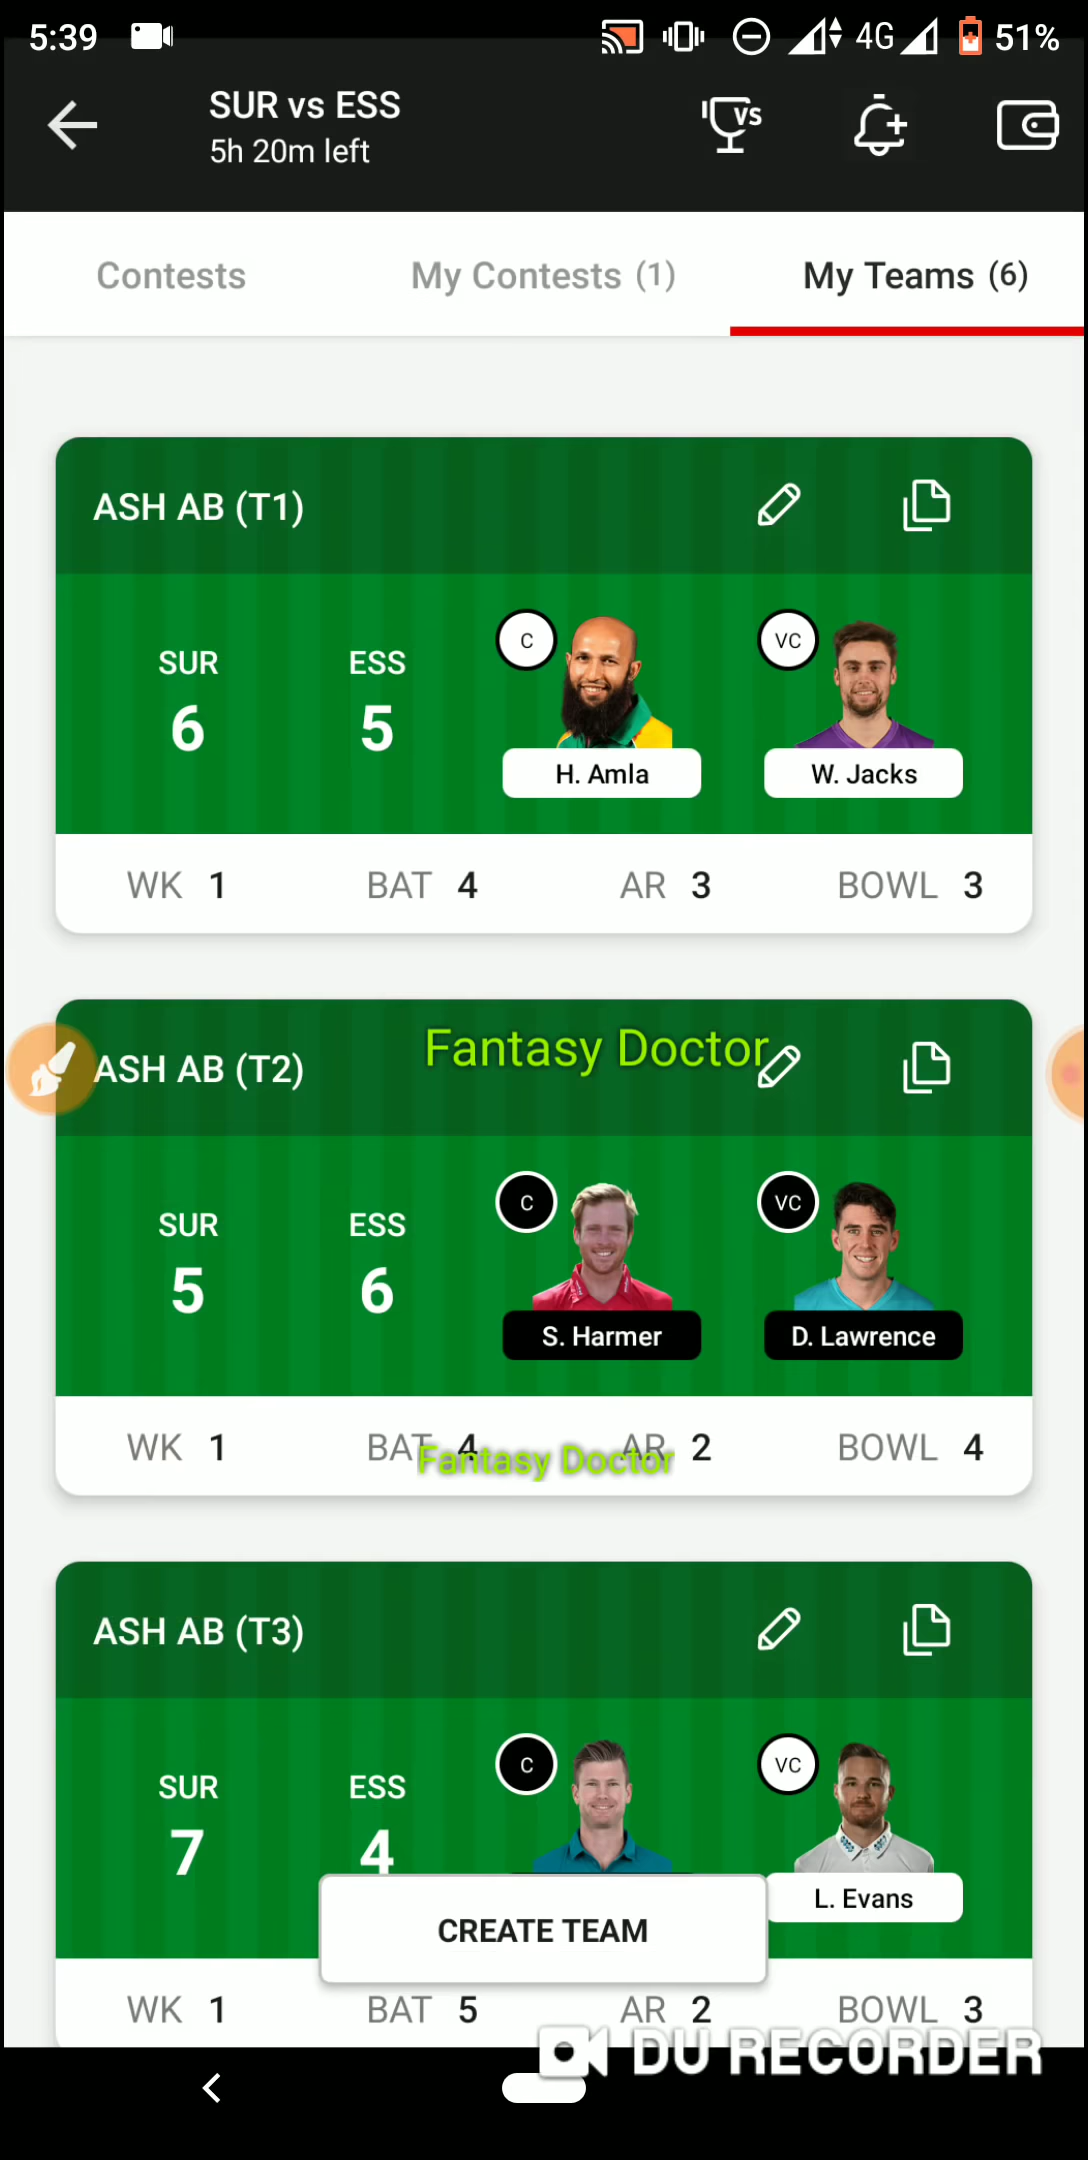 5:39
4G
51%
SUR vs ESS
VS
5h 20m left
Contests
My Contests (1)
My Teams (6)
ASH AB (T1)
SUR
ESS
C
VC
6
5
H. Amla
W. Jacks
WK 1
BAT 4
AR 3
BOWL 3
Fantasy Doctor
ASH AB (T2)
SUR
ESS
C
VC
5
6
S. Harmer
D. Lawrence
WK 1
BAT 4
AR 2
BOWL 4
Fantasy Doctor
ASH AB (T3)
SUR
ESS
C
VC
7
4
L. Evans
CREATE TEAM
WK 1
BAT 5
AR 2
BOWL 3
DU RECORDER